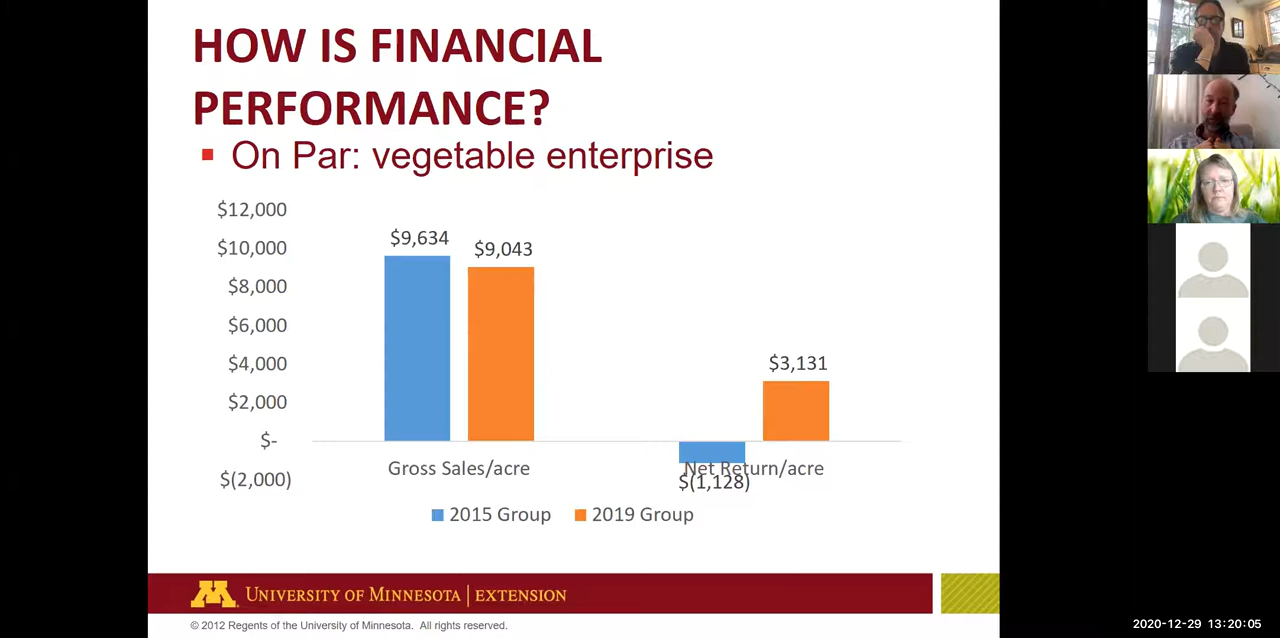 HOW IS FINANCIAL
PERFORMANCE?
On Par: vegetable enterprise
$12,000
$10,000
$8,000
$6,000
$4,000
$2,000
$-
$(2,000)
$9,634
$9,043
$3,131
$(1,128)
Gross Sales/acre
Net Return/acre
2015 Group
2019 Group
M
UNIVERSITY OF MINNESOTA | EXTENSION
© 2012 Regents of the University of Minnesota. All rights reserved.
2020-12-29 13:20:05